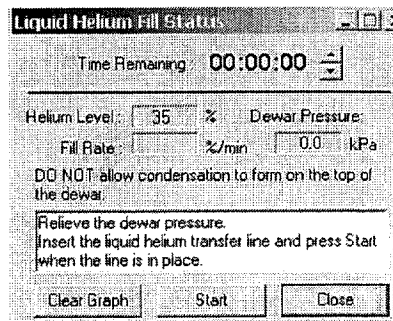 Liquid Helium Fill Status
Time Remaining 00:00:00
Helium Level : 35 % Dewar Pressure:
Fill Rate : %/min 0.0 kPa
DO NOT allow condensation to form on the top of
the dewar.
Relieve the dewar pressure.
Insert the liquid helium transfer line and press Start
when the line is in place.
Clear Graph Start Close